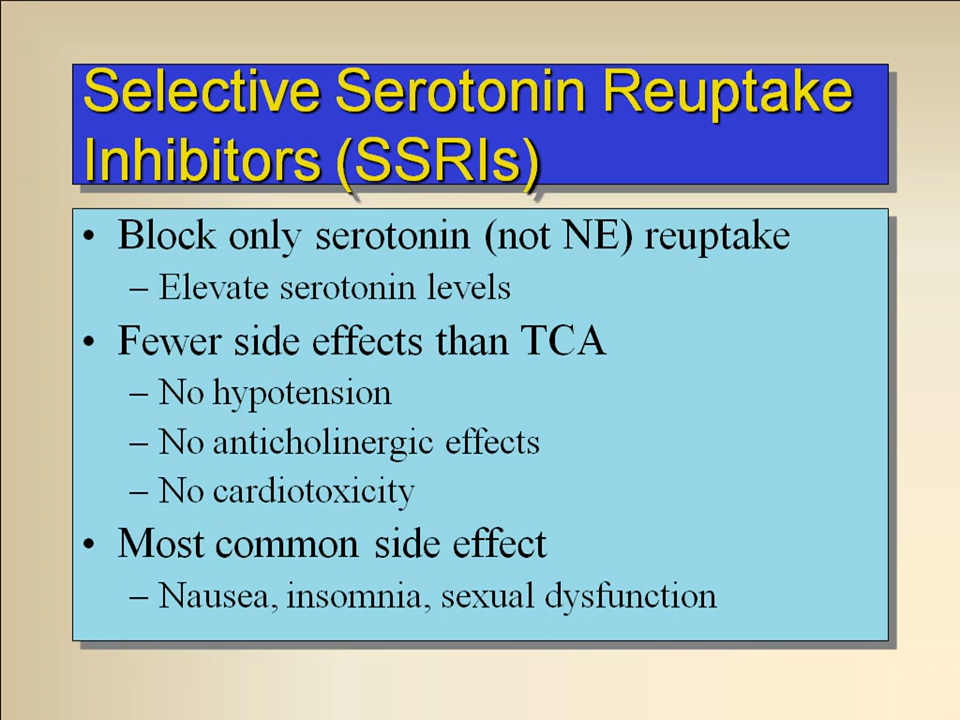 Selective Serotonin Reuptake
Inhibitors (SSRIs)
• Block only serotonin (not NE) reuptake
– Elevate serotonin levels
• Fewer side effects than TCA
– No hypotension
– No anticholinergic effects
– No cardiotoxicity
• Most common side effect
– Nausea, insomnia, sexual dysfunction